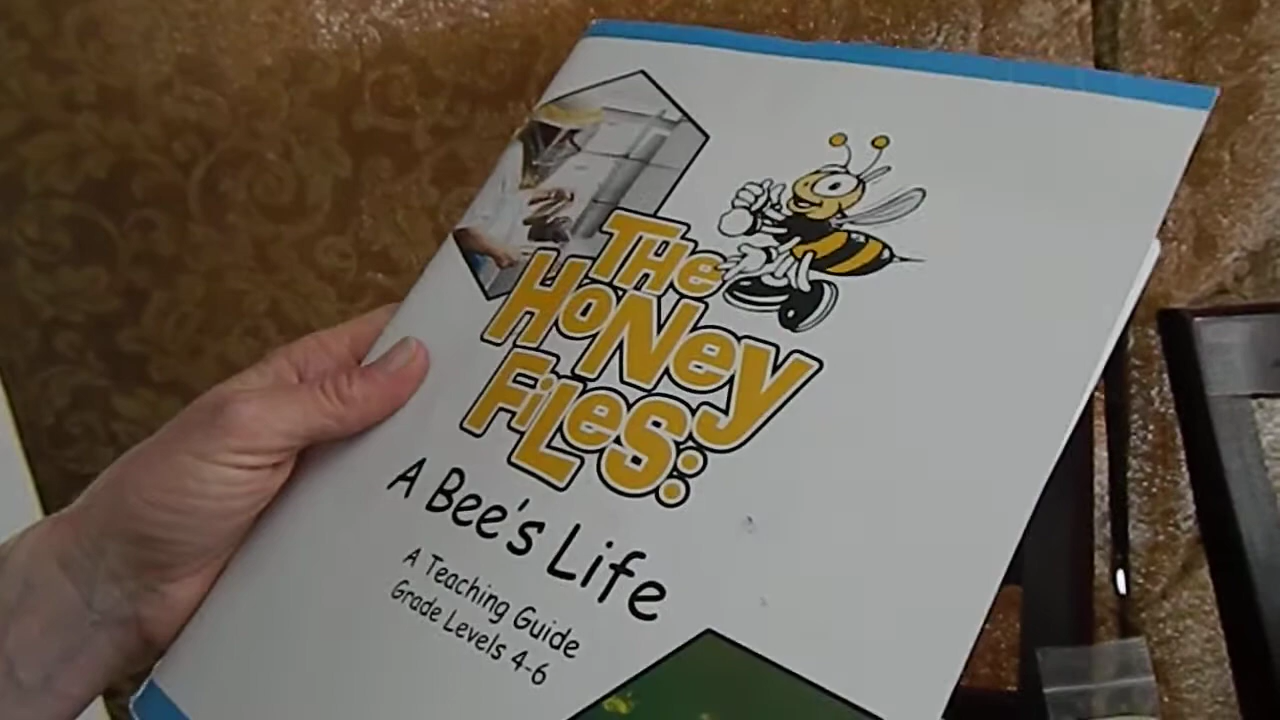 THe
HoNey
FiLeS:
A Bee's Life
A Teaching Guide
Grade Levels 4-6